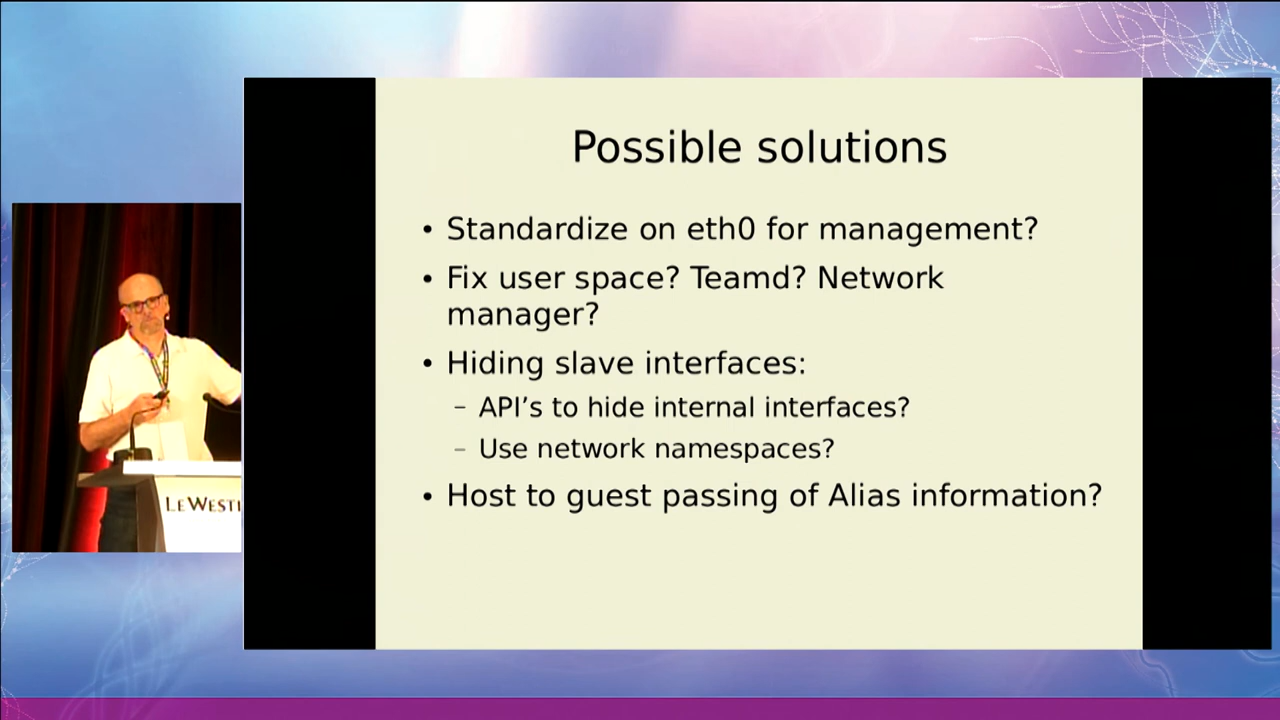 Possible solutions
• Standardize on eth0 for management?
• Fix user space? Teamd? Network
manager?
• Hiding slave interfaces:
– API’s to hide internal interfaces?
– Use network namespaces?
• Host to guest passing of Alias information?
LE WESTI